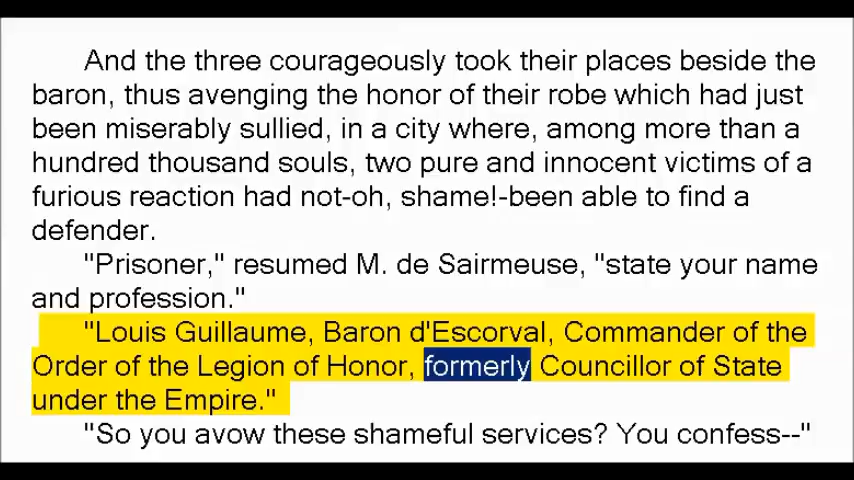 And the three courageously took their places beside the
baron, thus avenging the honor of their robe which had just
been miserably sullied, in a city where, among more than a
hundred thousand souls, two pure and innocent victims of a
furious reaction had not-oh, shame!-been able to find a
defender.
"Prisoner," resumed M. de Sairmeuse, "state your name
and profession."
"Louis Guillaume, Baron d'Escorval, Commander of the
Order of the Legion of Honor, formerly Councillor of State
under the Empire."
"So you avow these shameful services? You confess--"